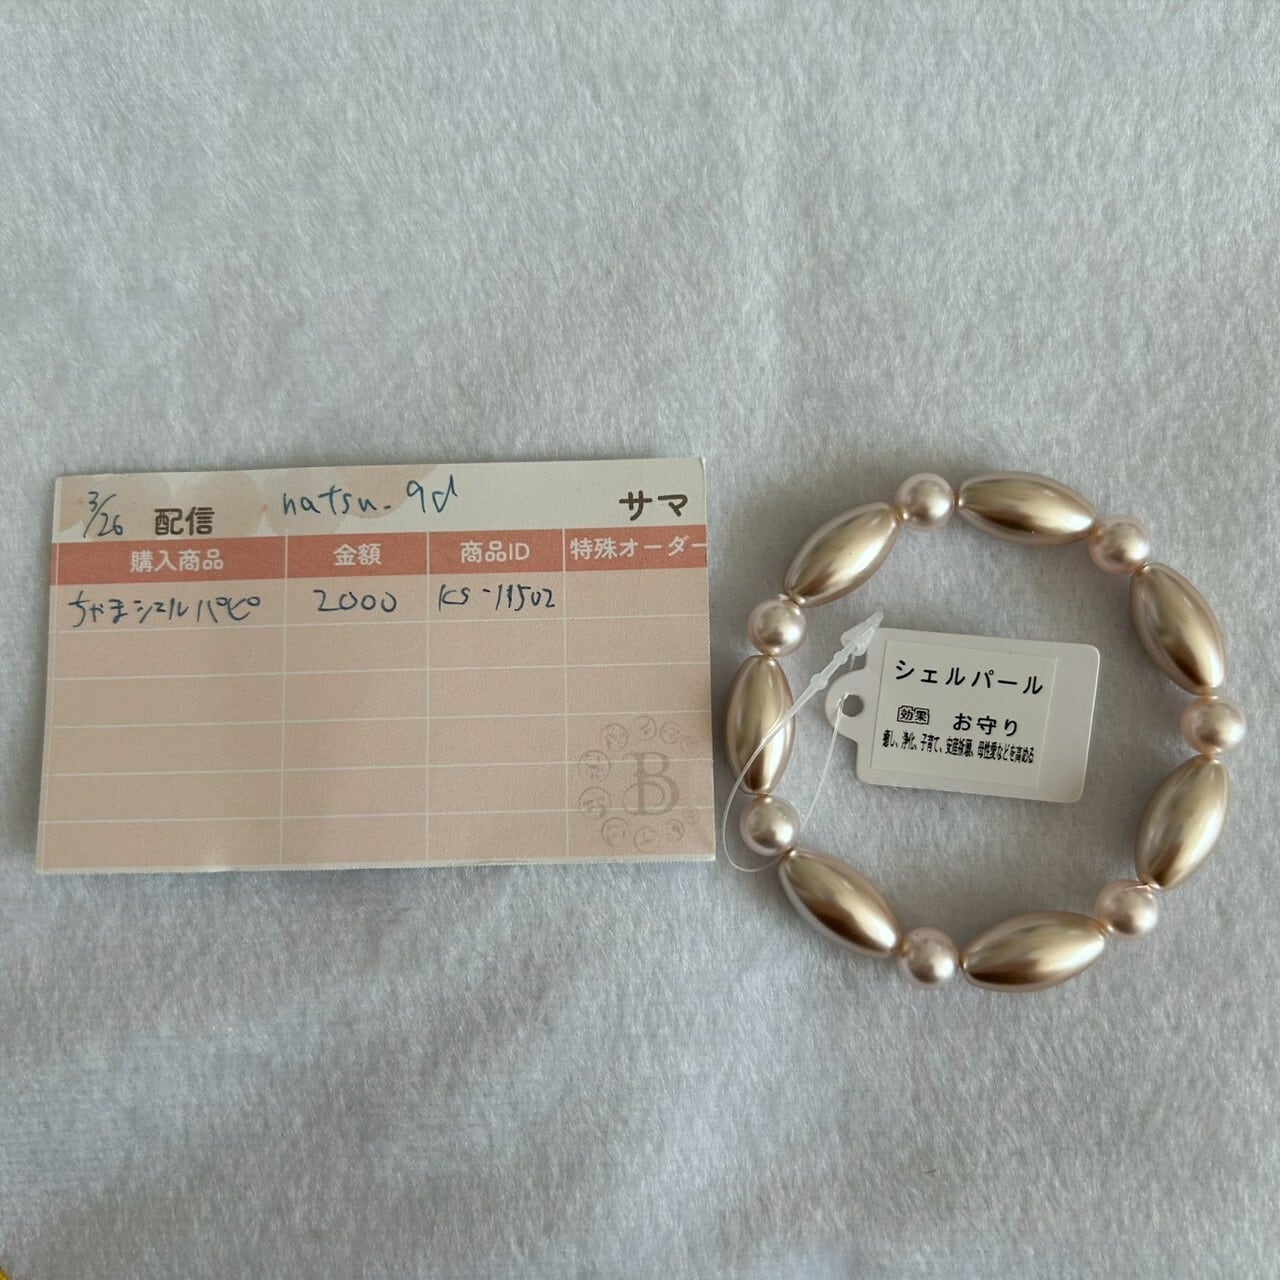 3/26 配信 natsu-9d サマ
購入商品 金額 商品ID 特殊オーダー
ちゃまシェルパピ 2000 KS-11502
B
シェルパール
効果 お守り
癒し、浄化、子育て、安産祈願、母性愛などを高める